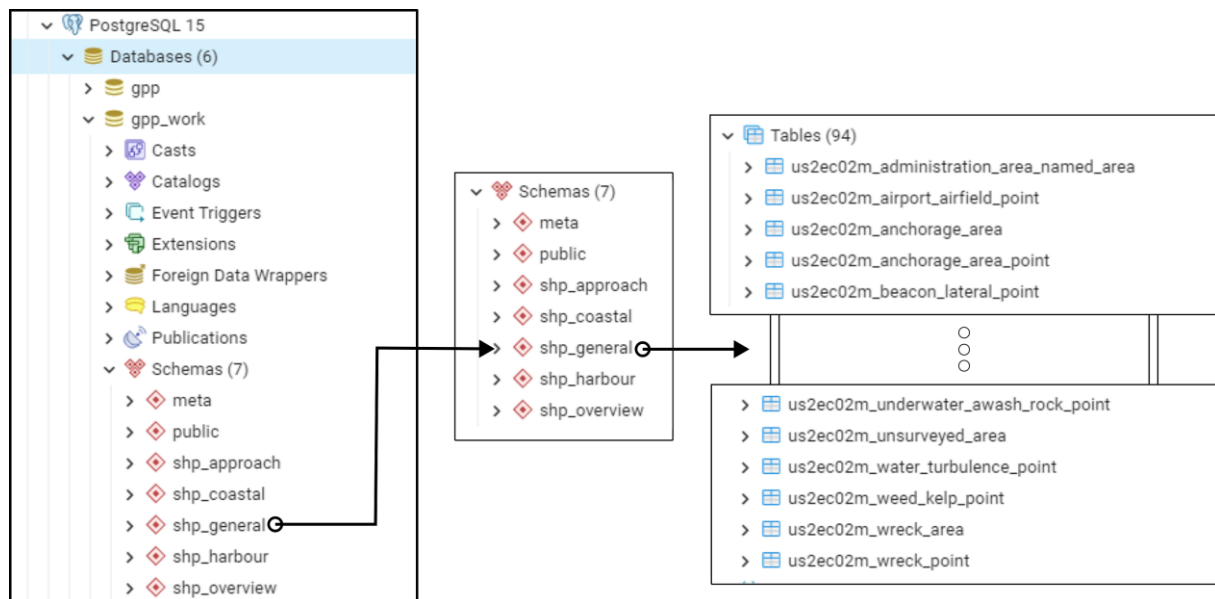 PostgreSQL 15
Databases (6)
gpp
gpp_work
Casts
Catalogs
Event Triggers
Extensions
Foreign Data Wrappers
Languages
Publications
Schemas (7)
meta
public
shp_approach
shp_coastal
shp_general
shp_harbour
shp_overview
Schemas (7)
meta
public
shp_approach
shp_coastal
shp_general
shp_harbour
shp_overview
Tables (94)
us2ec02m_administration_area_named_area
us2ec02m_airport_airfield_point
us2ec02m_anchorage_area
us2ec02m_anchorage_area_point
us2ec02m_beacon_lateral_point
us2ec02m_underwater_awash_rock_point
us2ec02m_unsurveyed_area
us2ec02m_water_turbulence_point
us2ec02m_weed_kelp_point
us2ec02m_wreck_area
us2ec02m_wreck_point